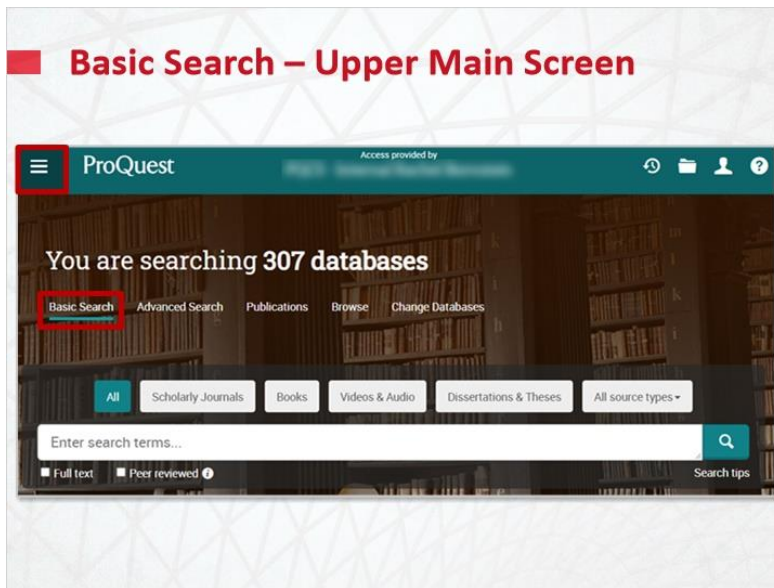 Basic Search – Upper Main Screen
ProQuest
Access provided by
You are searching 307 databases
Basic Search Advanced Search Publications Browse Change Databases
All Scholarly Journals Books Videos & Audio Dissertations & Theses All source types
Enter search terms...
Full text Peer reviewed
Search tips